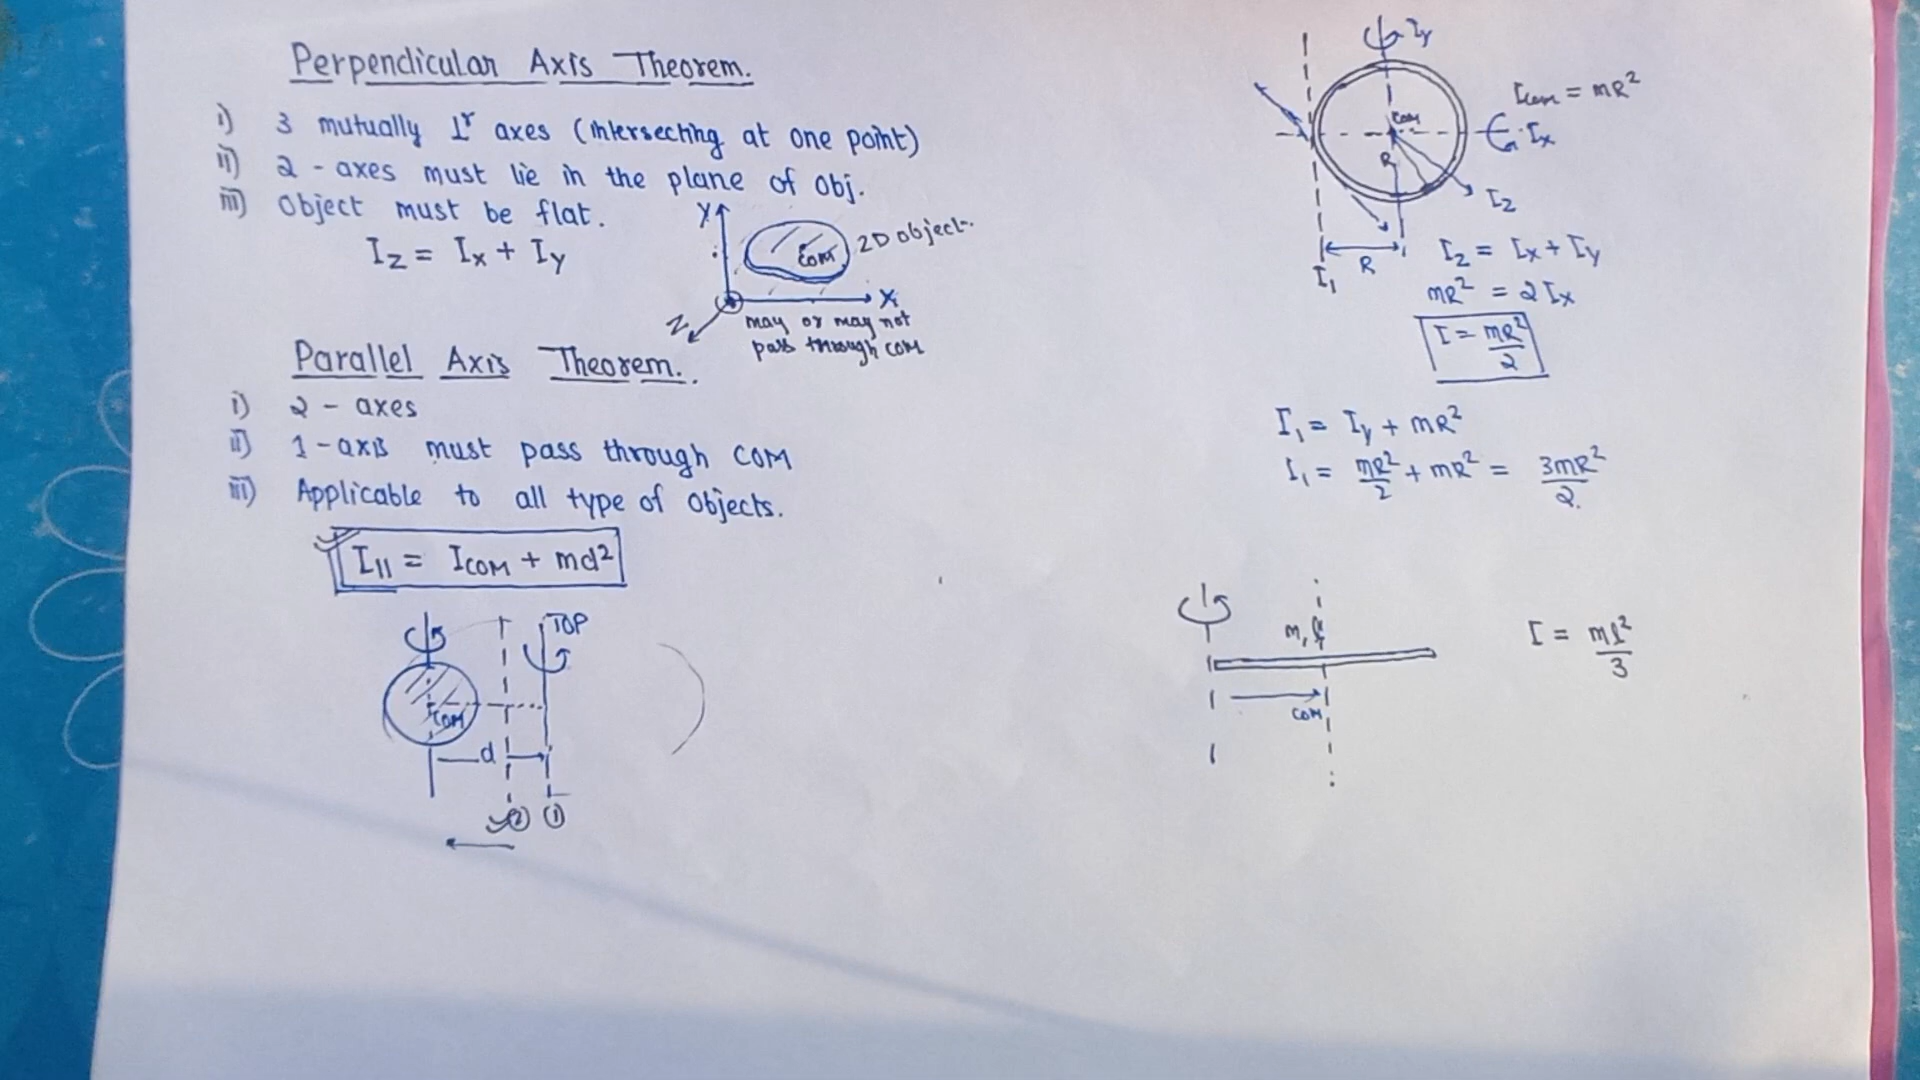 Perpendicular Axis Theorem.
i) 3 mutually ⊥r axes (intersecting at one point)
ii) 2 - axes must lie in the plane of obj.
iii) Object must be flat.
Iz = Ix + Iy
Y
COM
2D object.
X
Z
may or may not
pass through COM
Parallel Axis Theorem.
i) 2 - axes
ii) 1 - axis must pass through COM
iii) Applicable to all type of Objects.
I|| = ICOM + md²
TOP
COM
d
② ①
Iy
Icom = mR²
COM
Ix
R
Iz
R
I₁
Iz = Ix + Iy
mR² = 2Ix
I = mR²/2
I₁ = Iy + mR²
I₁ = mR²/2 + mR² = 3mR²/2.
m, l
COM
I = ml²/3